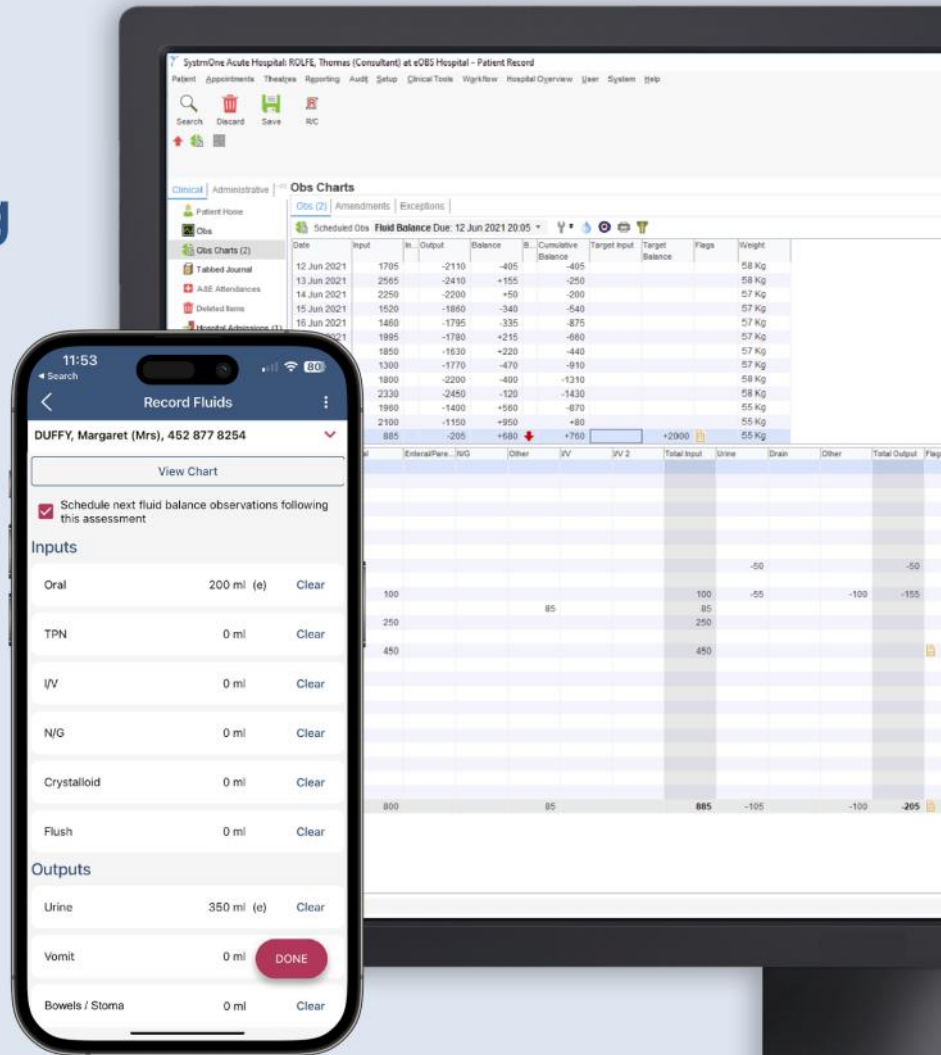 g
SystmOne Acute Hospital: ROLFE, Thomas (Consultant) at eOBS Hospital - Patient Record
Patient Appointments Theatres Reporting Audit Setup Clinical Tools Workflow Hospital Overview User System Help
Search Discard Save R/C
Clinical Administrative
Obs Charts
Patient Home
Obs
Obs Charts (2)
Tabbed Journal
A&E Attendances
Deleted Items
Hospital Admissions (1)
Obs (2) Amendments Exceptions
Scheduled Obs Fluid Balance Due: 12 Jun 2021 20:05
Date Input In... Output Balance B... Cumulative Balance Target Input Target Balance Flags Weight
12 Jun 2021 1705 -2110 -405 -405 58 Kg
13 Jun 2021 2565 -2410 +155 -250 58 Kg
14 Jun 2021 2250 -2200 +50 -200 57 Kg
15 Jun 2021 1520 -1860 -340 -540 57 Kg
16 Jun 2021 1460 -1795 -335 -875 57 Kg
2021 1995 -1780 +215 -660 57 Kg
1850 -1630 +220 -440 57 Kg
1300 -1770 -470 -910 57 Kg
1800 -2200 -400 -1310 58 Kg
2330 -2450 -120 -1430 58 Kg
1960 -1400 +560 -870 55 Kg
2100 -1150 +950 +80 55 Kg
885 -205 +680 +760 +2000 55 Kg
Enteral/Pare... N/G Other I/V I/V 2 Total Input Urine Drain Other Total Output Flag
-50 -50
100 100 -55 -100 -155
85 85
250 250
450 450
800 85 885 -105 -100 -205
11:53
80
Search
Record Fluids
DUFFY, Margaret (Mrs), 452 877 8254
View Chart
Schedule next fluid balance observations following
this assessment
Inputs
Oral 200 ml (e) Clear
TPN 0 ml Clear
I/V 0 ml Clear
N/G 0 ml Clear
Crystalloid 0 ml Clear
Flush 0 ml Clear
Outputs
Urine 350 ml (e) Clear
Vomit 0 ml DONE
Bowels / Stoma 0 ml Clear